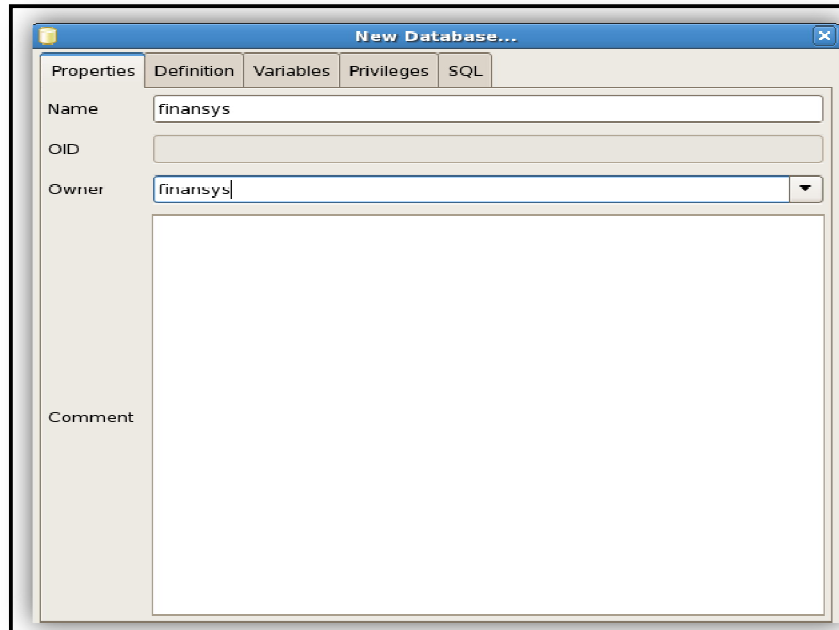 New Database...
Properties Definition Variables Privileges SQL
Name finansys
OID
Owner finansys
Comment